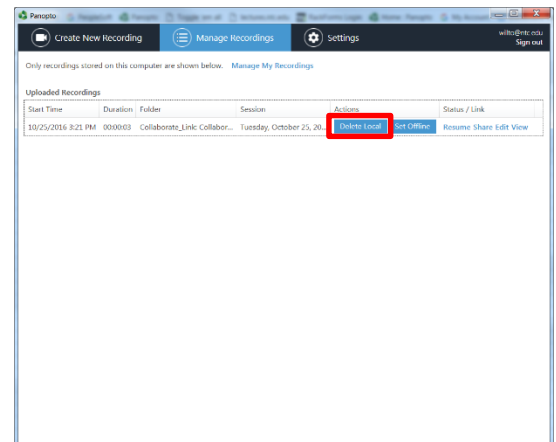 Panopto
Create New Recording
Manage Recordings
Settings
willto@ntc.edu
Sign out
Only recordings stored on this computer are shown below. Manage My Recordings
Uploaded Recordings
Start Time Duration Folder Session Actions Status / Link
10/25/2016 3:21 PM 00:00:03 Collaborate_Link: Collabor... Tuesday, October 25, 20... Delete Local Set Offline Resume Share Edit View